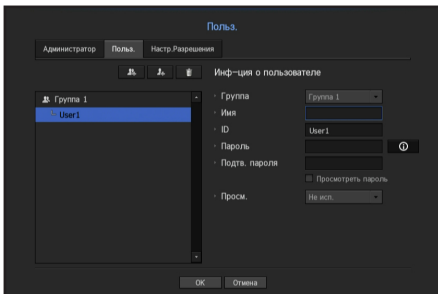 Польз.
Администратор Польз. Настр.Разрешения
Инф-ция о пользователе
Группа 1
User1
Группа Группа 1
Имя
ID User1
Пароль
Подтв. пароля
Просмотреть пароль
Просм. Не исп.
OK Отмена